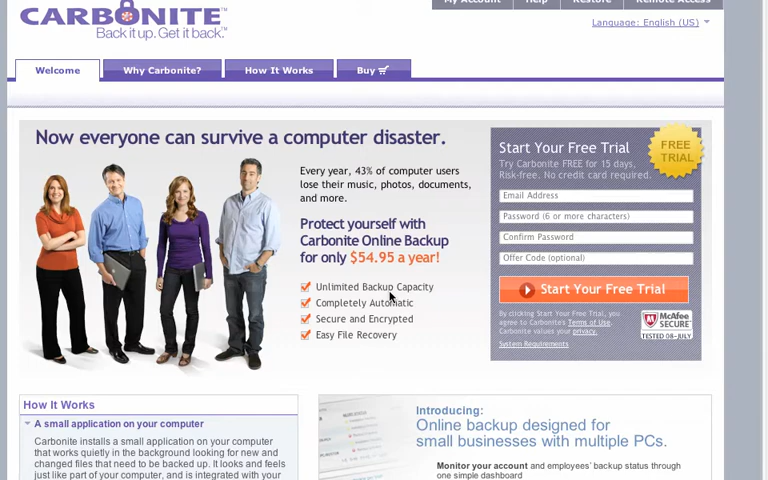 My Account Help Restore Remote Access
CARBONITE™
Back it up. Get it back.™
Language: English (US)
Welcome Why Carbonite? How It Works Buy
Now everyone can survive a computer disaster.
Every year, 43% of computer users
lose their music, photos, documents,
and more.
Protect yourself with
Carbonite Online Backup
for only $54.95 a year!
Unlimited Backup Capacity
Completely Automatic
Secure and Encrypted
Easy File Recovery
Start Your Free Trial
FREE
TRIAL
Try Carbonite FREE for 15 days,
Risk-free. No credit card required.
Email Address
Password (6 or more characters)
Confirm Password
Offer Code (optional)
Start Your Free Trial
By clicking Start Your Free Trial, you
agree to Carbonite's Terms of Use.
Carbonite values your privacy.
System Requirements
McAfee
SECURE
TESTED 08-JULY
How It Works
A small application on your computer
Carbonite installs a small application on your computer
that works quietly in the background looking for new and
changed files that need to be backed up. It looks and feels
just like part of your computer, and is integrated with your
Introducing:
Online backup designed for
small businesses with multiple PCs.
Monitor your account and employees' backup status through
one simple dashboard